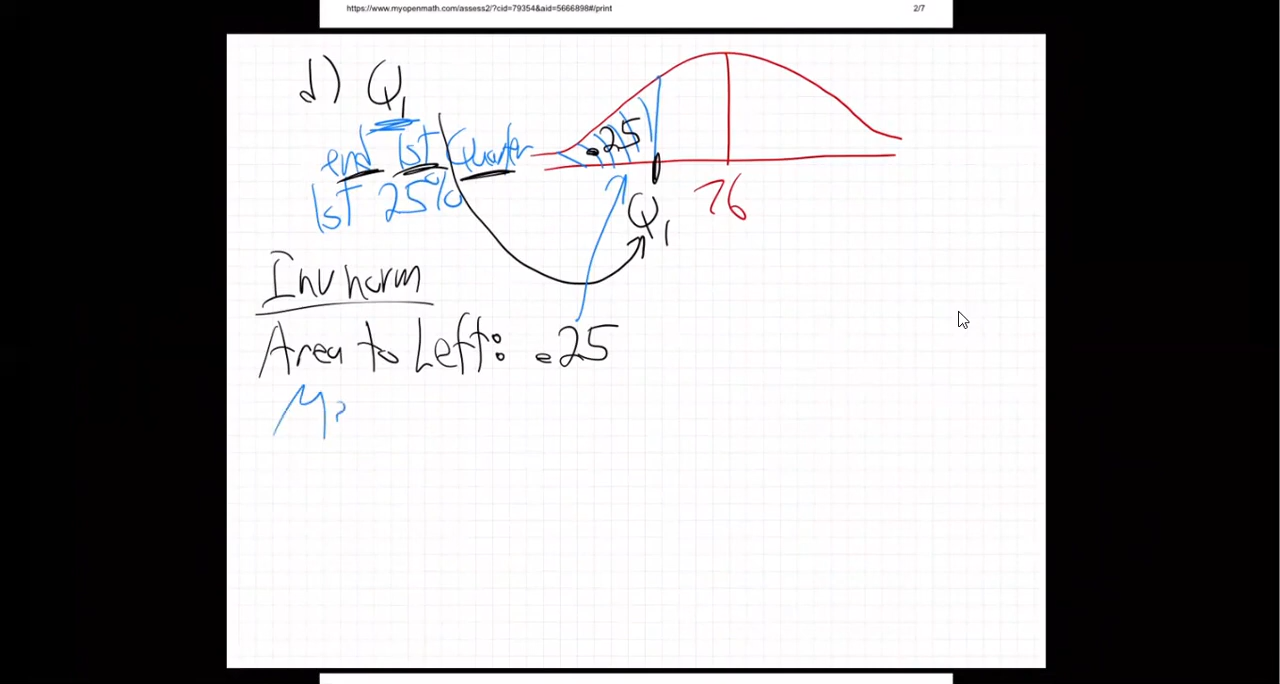 https://www.myopenmath.com/assess2/?cid=79354&aid=5666898#/print 2/7
d) Q1
end 1st Quarter
1st 25%
.25
Q1
76
Invnorm
Area to Left: .25